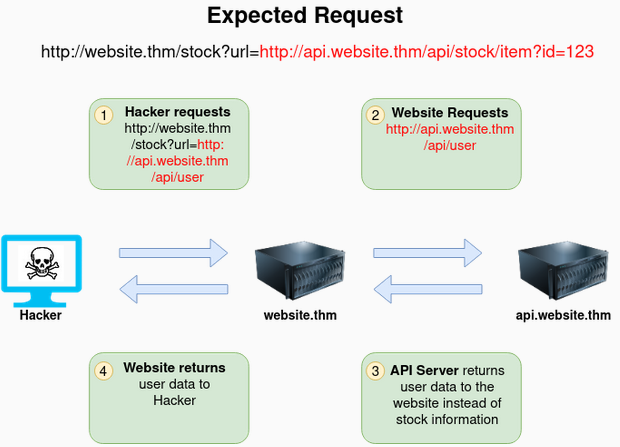 Expected Request
http://website.thm/stock?url=http://api.website.thm/api/stock/item?id=123
1
Hacker requests
http://website.thm
/stock?url=http:
//api.website.thm
/api/user
2
Website Requests
http://api.website.thm
/api/user
Hacker
website.thm
api.website.thm
4
Website returns
user data to
Hacker
3
API Server returns
user data to the
website instead of
stock information